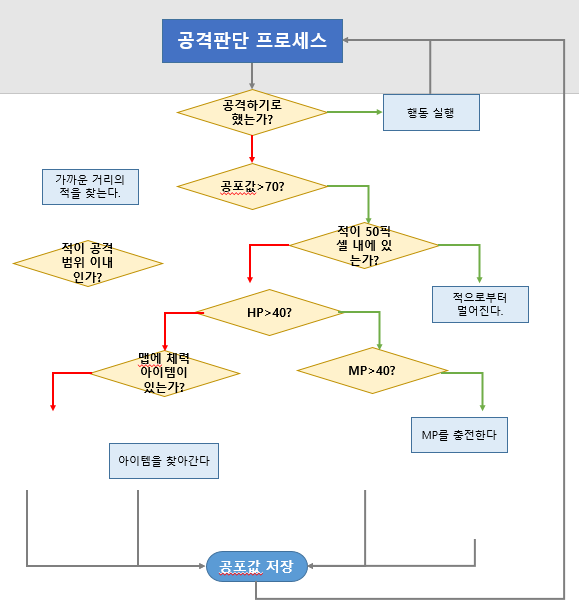 공격판단 프로세스
공격하기로
했는가?
행동 실행
가까운 거리의
적을 찾는다.
공포값>70?
적이 50픽
셀 내에 있
는가?
적이 공격
범위 이내
인가?
적으로부터
멀어진다.
HP>40?
맵에 체력
아이템이
있는가?
MP>40?
MP를 충전한다
아이템을 찾아간다
공포값 저장